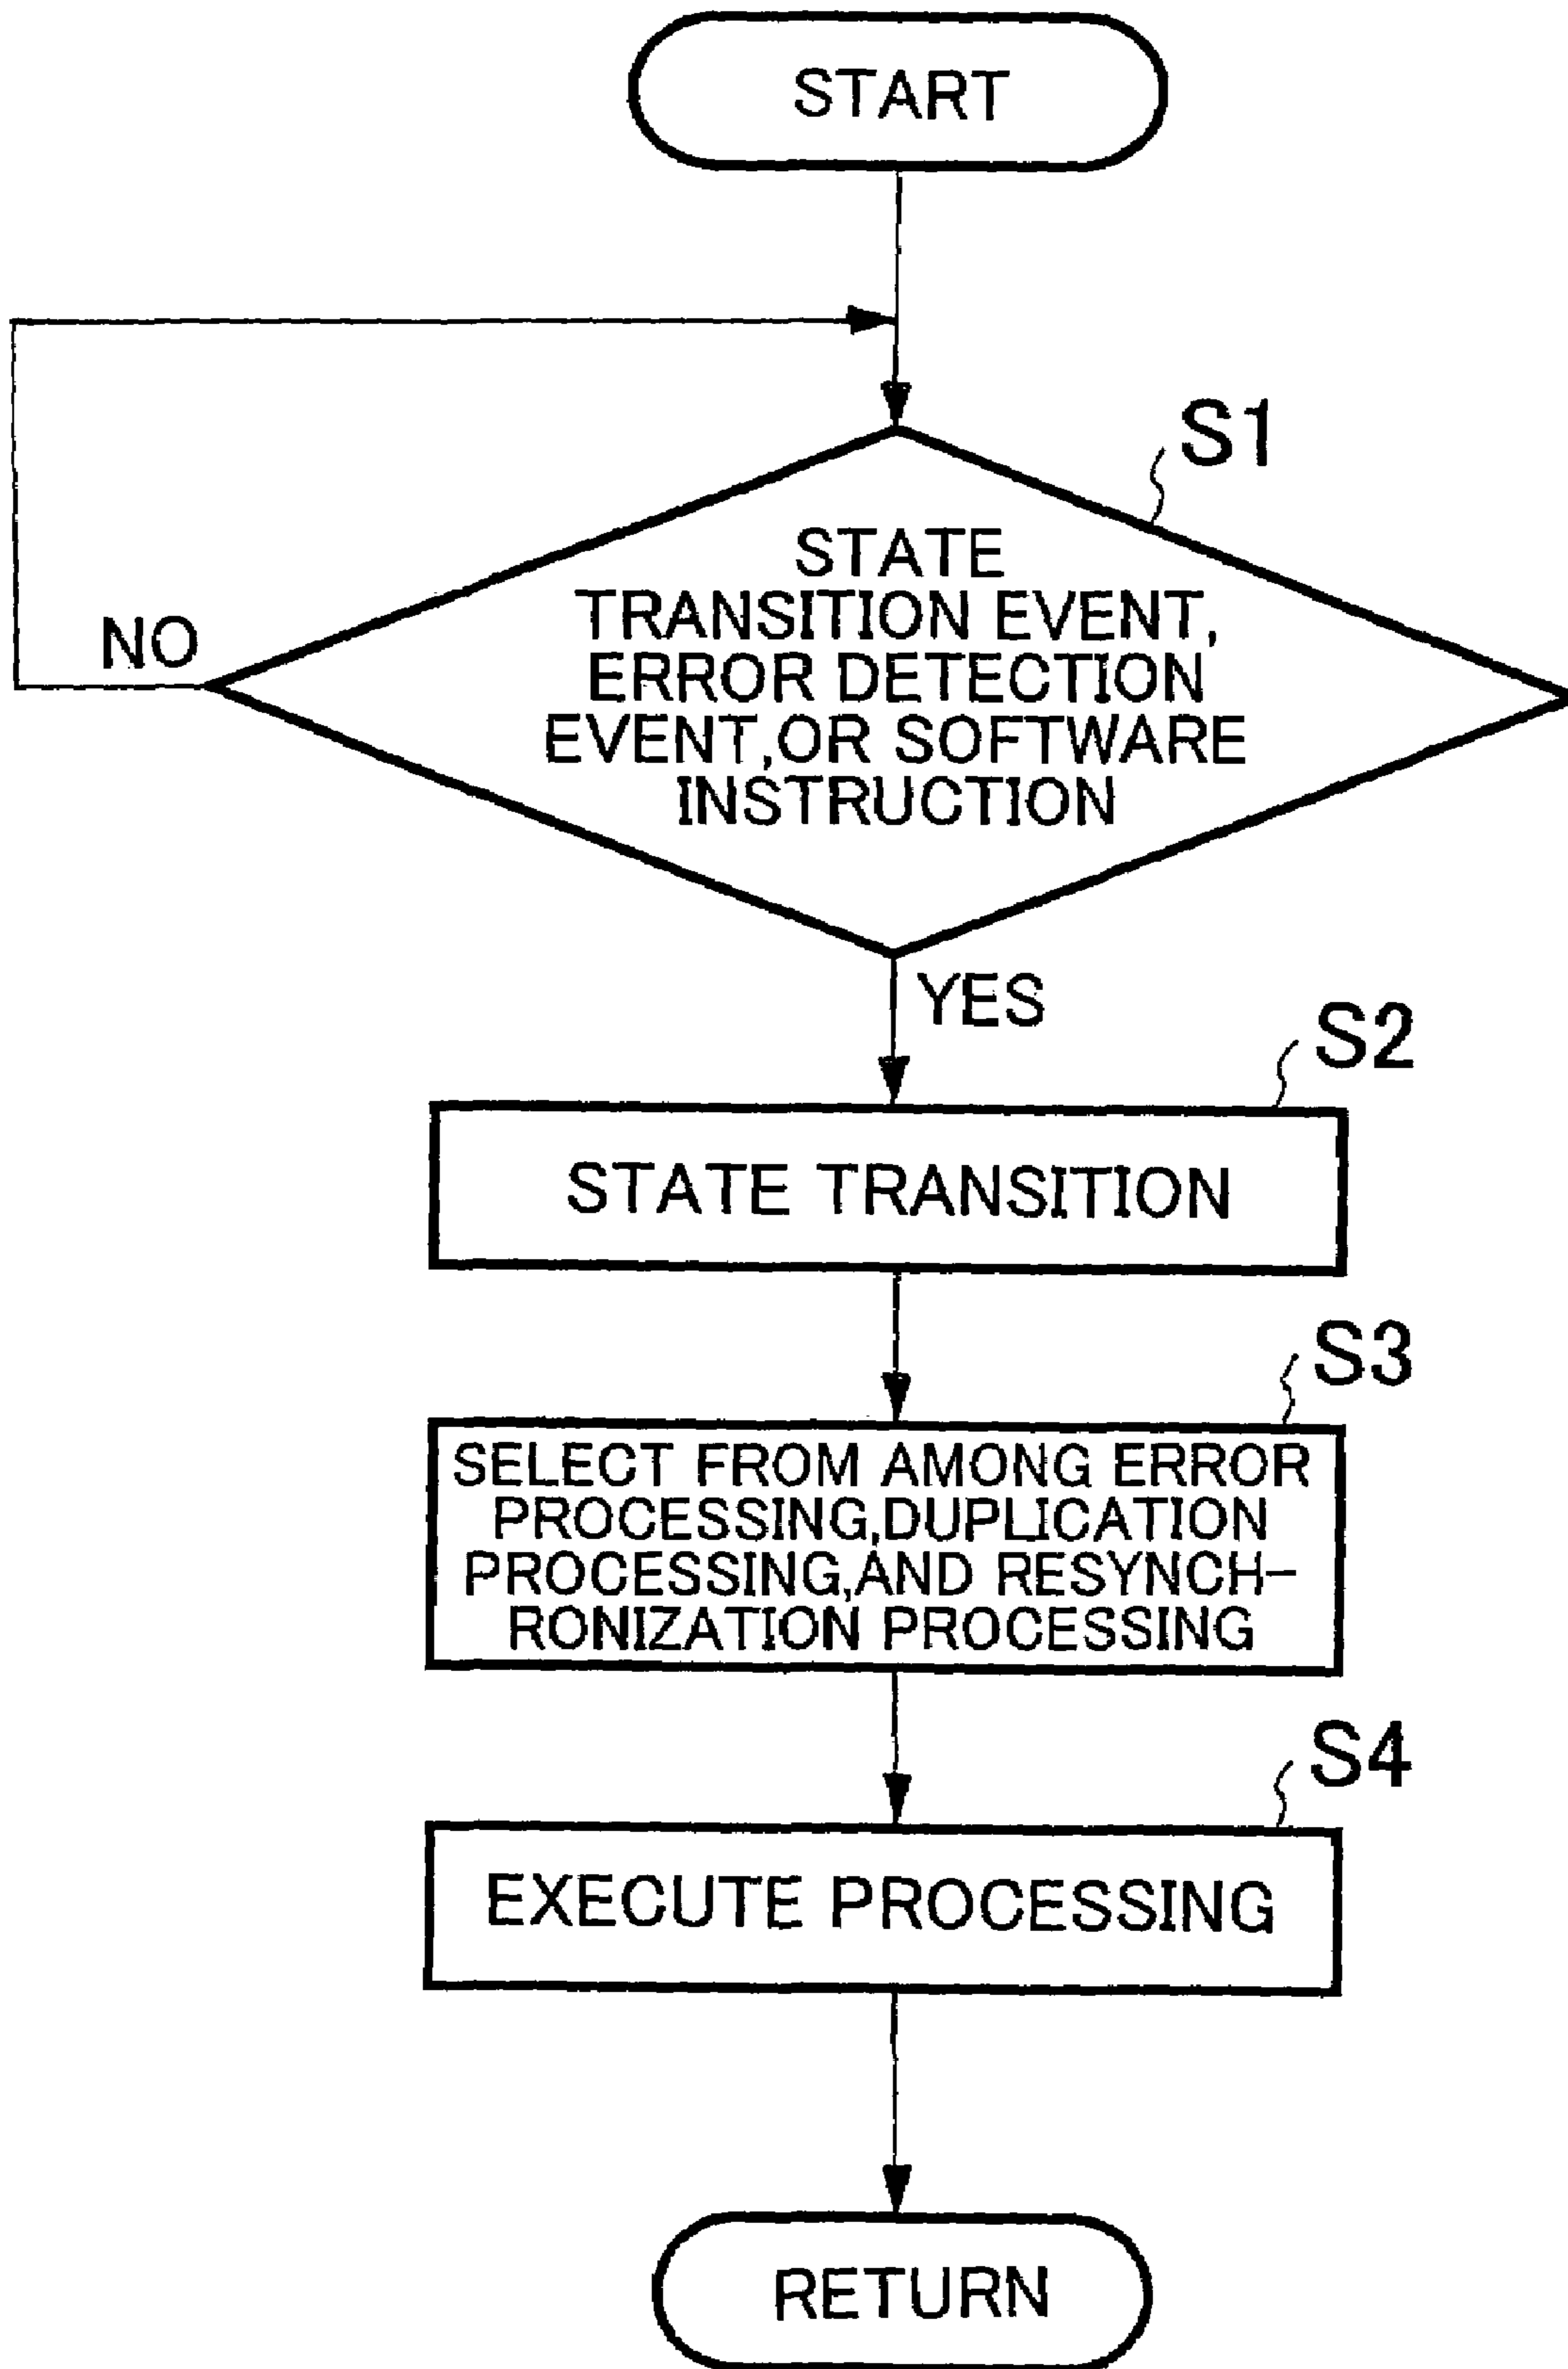 START
S1
STATE
TRANSITION EVENT,
ERROR DETECTION
EVENT,OR SOFTWARE
INSTRUCTION
NO
YES
S2
STATE TRANSITION
S3
SELECT FROM AMONG ERROR
PROCESSING,DUPLICATION
PROCESSING,AND RESYNCH-
RONIZATION PROCESSING
S4
EXECUTE PROCESSING
RETURN